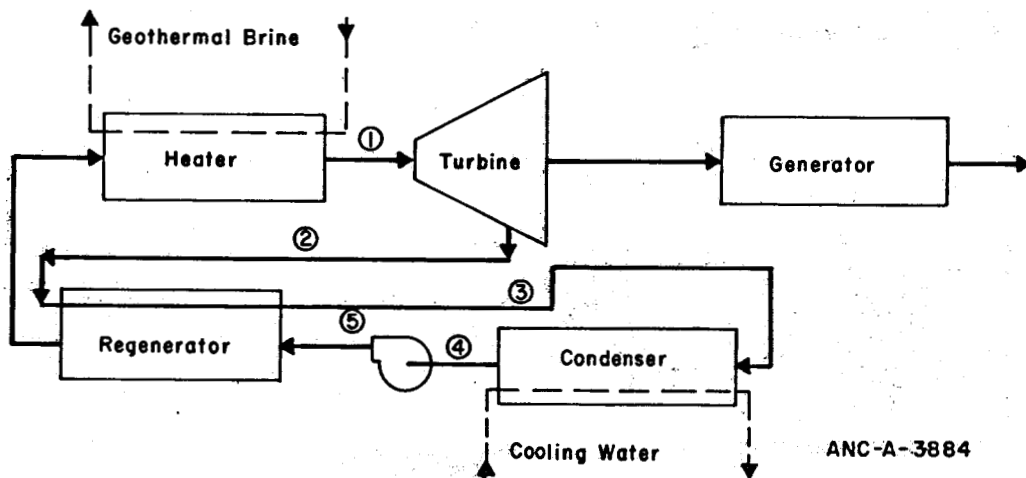 Geothermal Brine
①
Heater
Turbine
Generator
②
③
Regenerator
⑤
④
Condenser
Cooling Water
ANC-A-3884